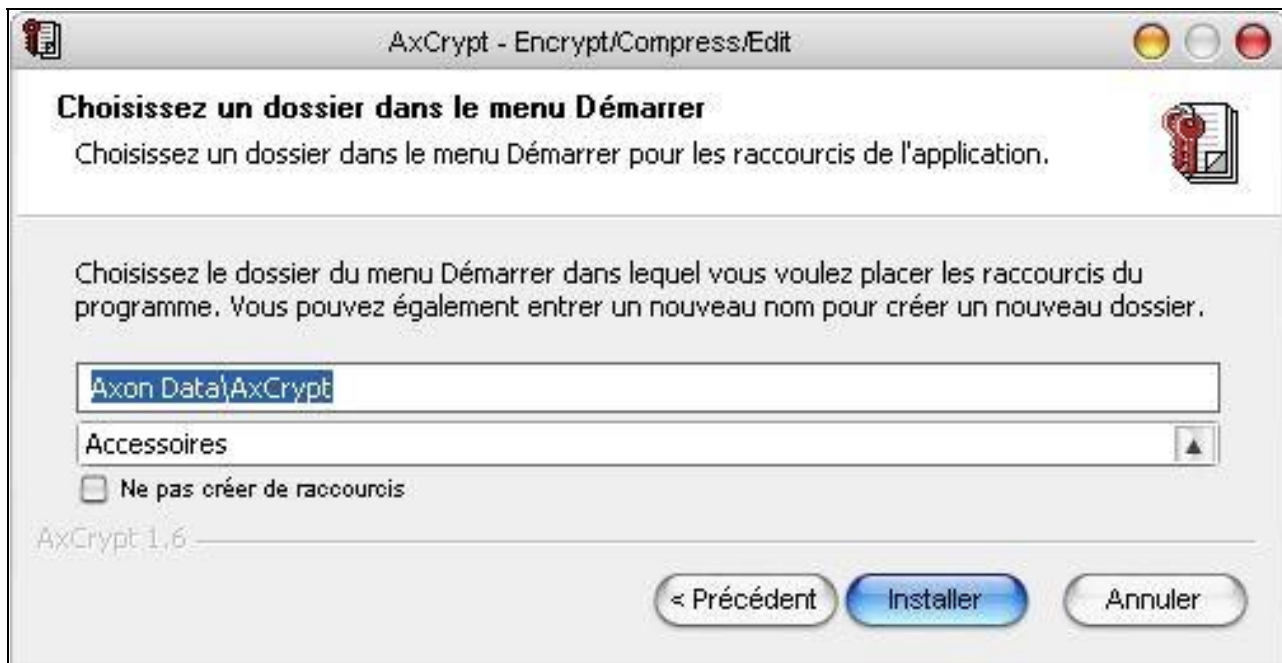 AxCrypt - Encrypt/Compress/Edit
Choisissez un dossier dans le menu Démarrer
Choisissez un dossier dans le menu Démarrer pour les raccourcis de l'application.
Choisissez le dossier du menu Démarrer dans lequel vous voulez placer les raccourcis du
programme. Vous pouvez également entrer un nouveau nom pour créer un nouveau dossier.
Axon Data\AxCrypt
Accessoires
Ne pas créer de raccourcis
AxCrypt 1.6
< Précédent Installer Annuler